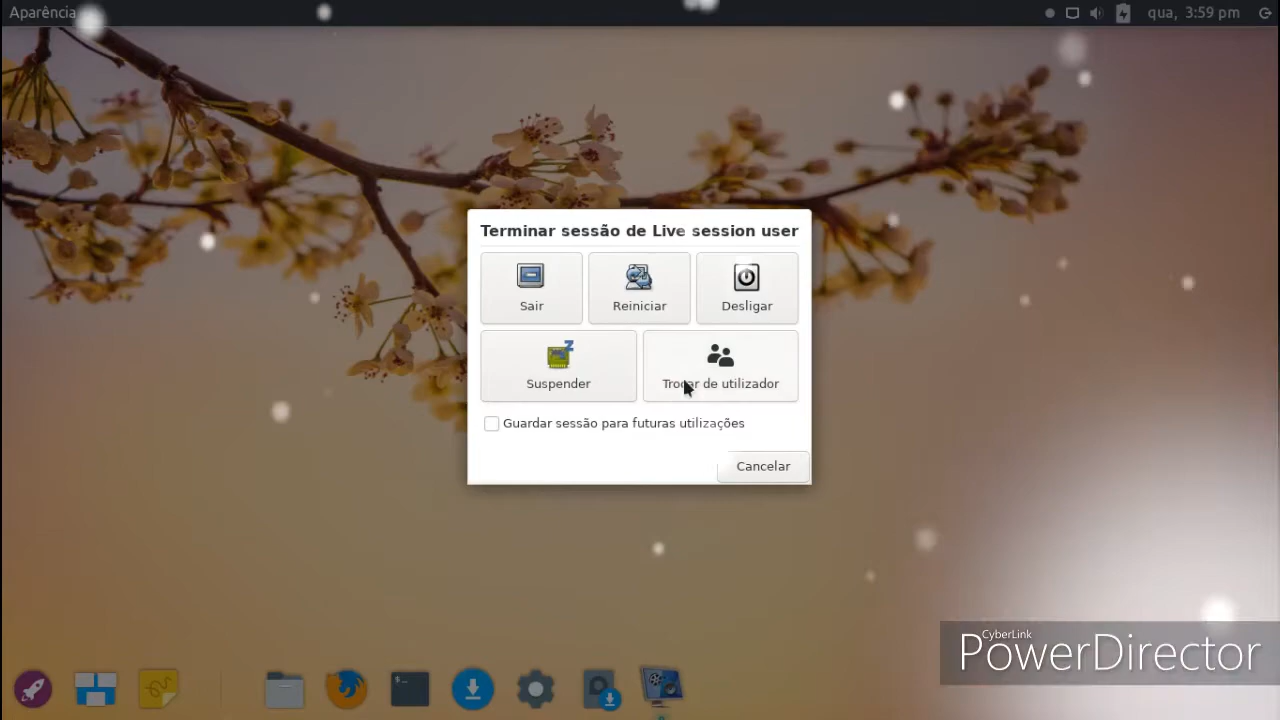 Aparência
qua, 3:59 pm
Terminar sessão de Live session user
Sair
Reiniciar
Desligar
Suspender
Trocar de utilizador
Guardar sessão para futuras utilizações
Cancelar
CyberLink
PowerDirector